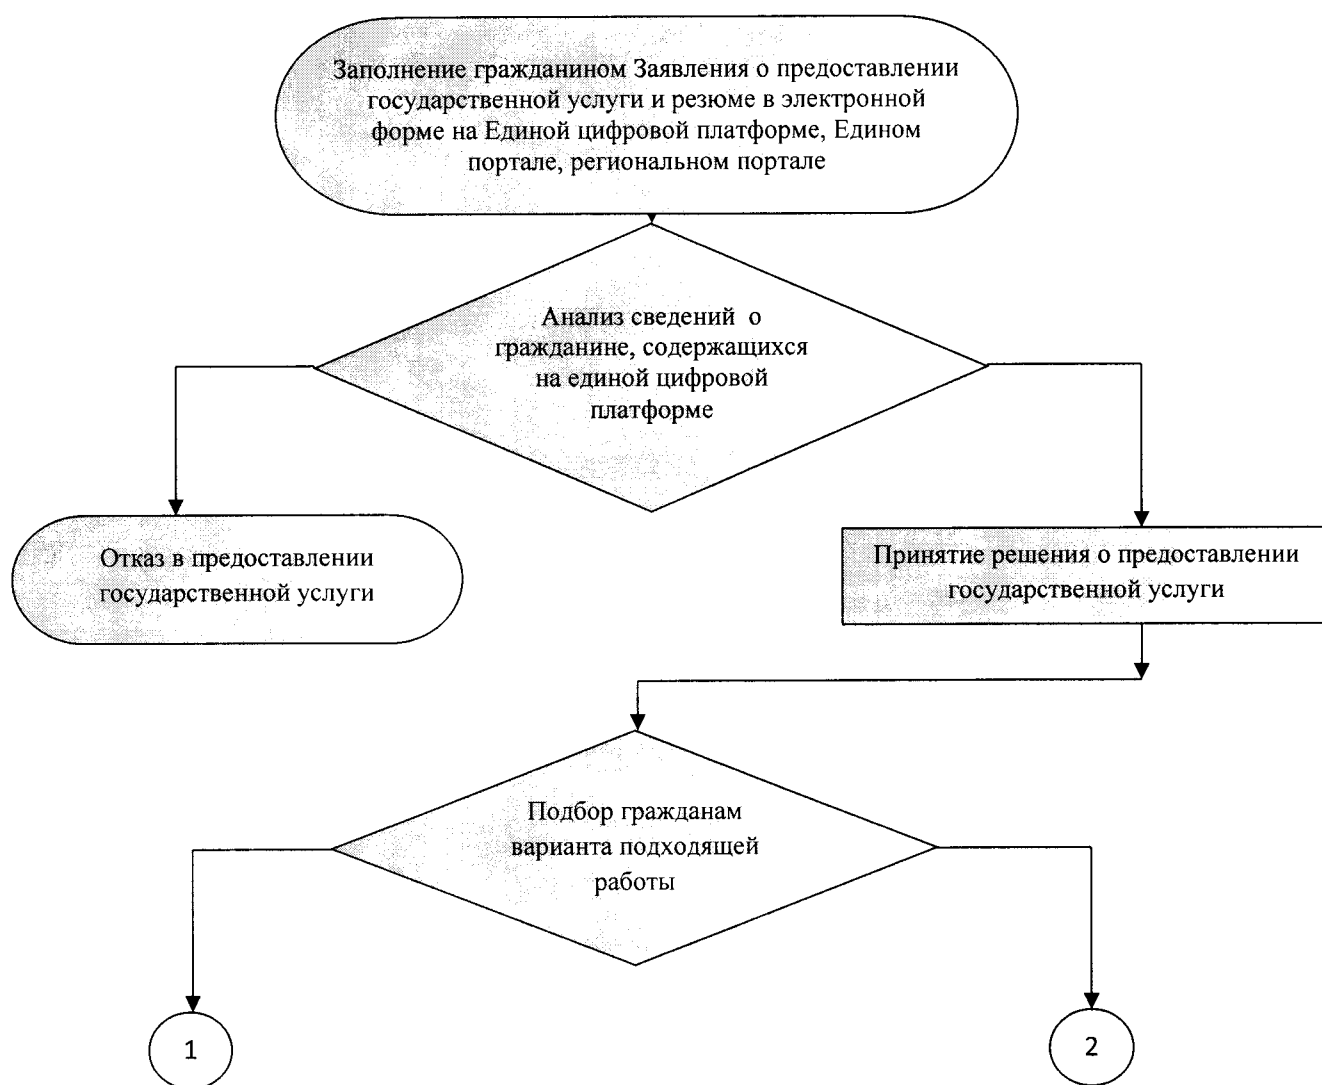 Заполнение гражданином Заявления о предоставлении
государственной услуги и резюме в электронной
форме на Единой цифровой платформе, Едином
портале, региональном портале
Анализ сведений о
гражданине, содержащихся
на единой цифровой
платформе
Отказ в предоставлении
государственной услуги
Принятие решения о предоставлении
государственной услуги
Подбор гражданам
варианта подходящей
работы
1
2